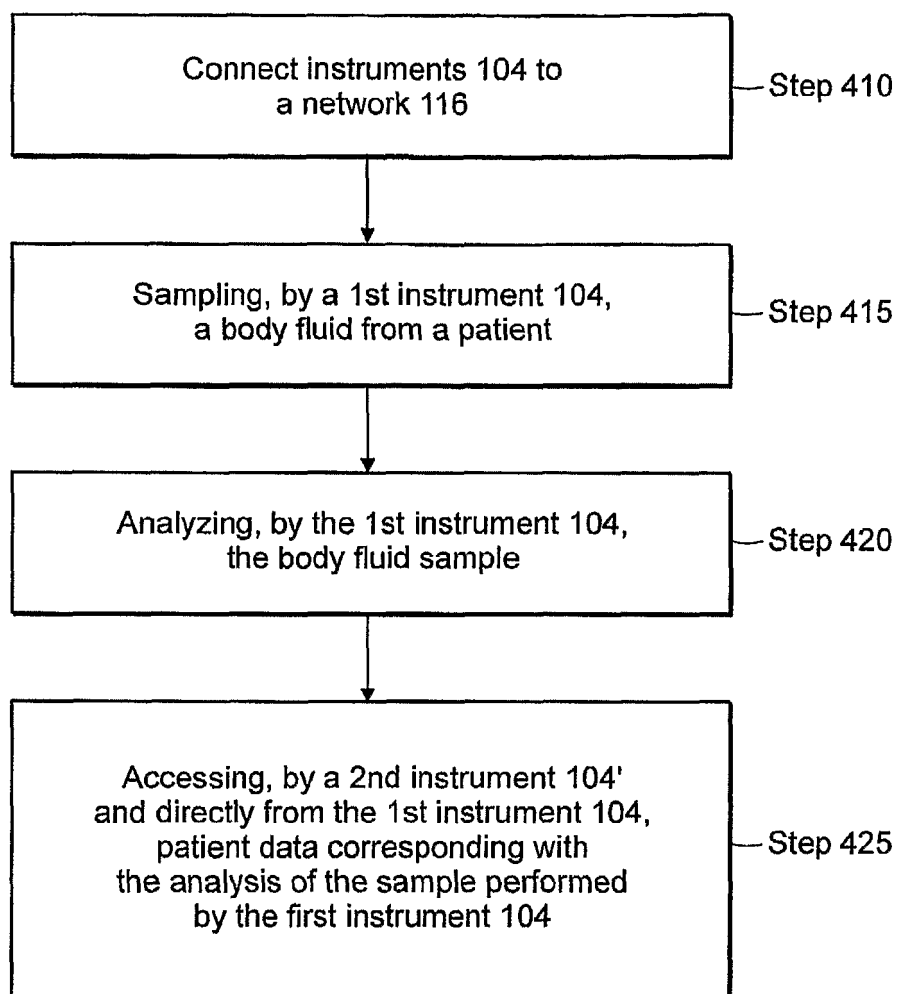 Connect instruments 104 to
a network 116
Step 410
Sampling, by a 1st instrument 104,
a body fluid from a patient
Step 415
Analyzing, by the 1st instrument 104,
the body fluid sample
Step 420
Accessing, by a 2nd instrument 104'
and directly from the 1st instrument 104,
patient data corresponding with
the analysis of the sample performed
by the first instrument 104
Step 425